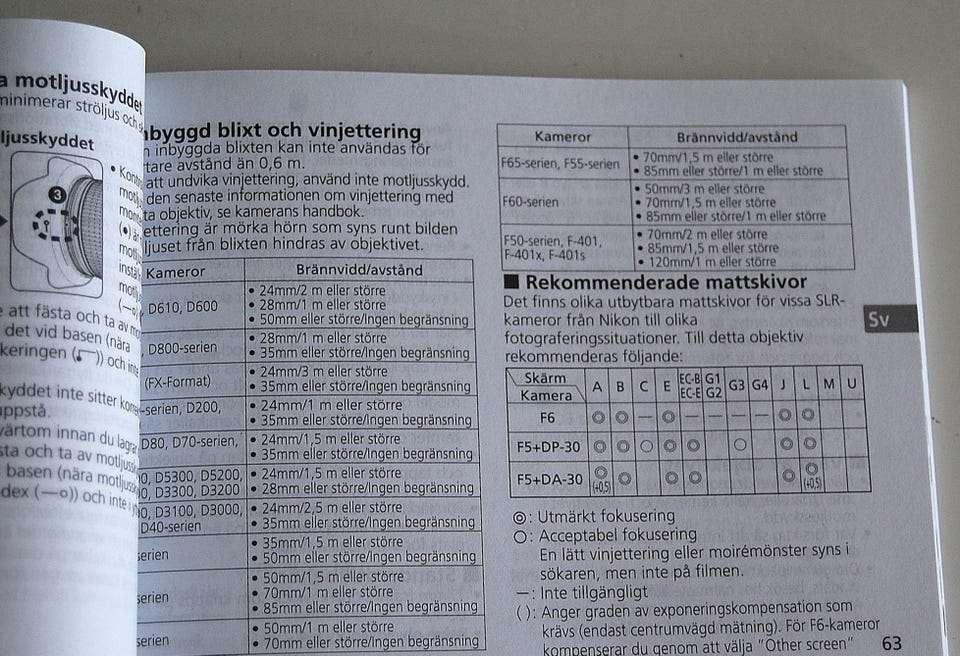 a motljusskyddet
minimerar ströljus och
ljusskyddet
3
att fästa och ta av
det vid basen (nära
keringen
och
kyddet inte sitter
uppstå.
värtom innan du lagrar
sta och ta av
basen (nära
dex (—o)) och inte i
nbyggd blixt och vinjettering
inbyggda blixten kan inte användas för
tare avstånd än 0,6 m.
att undvika vinjettering, använd inte motljusskydd.
den senaste informationen om vinjettering med
ta objektiv, se kamerans handbok.
ettering är mörka hörn som syns runt bilden
ljuset från blixten hindras av objektivet.
Kameror Brännvidd/avstånd
D610, D600 • 24mm/2 m eller större
• 28mm/1 m eller större
• 50mm eller större/Ingen begränsning
, D800-serien • 28mm/1 m eller större
• 35mm eller större/Ingen begränsning
(FX-Format) • 24mm/3 m eller större
• 35mm eller större/Ingen begränsning
-serien, D200, • 24mm/1 m eller större
• 35mm eller större/Ingen begränsning
D80, D70-serien, • 24mm/1,5 m eller större
• 35mm eller större/Ingen begränsning
0, D5300, D5200, • 24mm/1,5 m eller större
0, D3300, D3200 • 28mm eller större/Ingen begränsning
0, D3100, D3000, • 24mm/2,5 m eller större
D40-serien • 35mm eller större/Ingen begränsning
serien • 35mm/1,5 m eller större
• 50mm eller större/Ingen begränsning
serien • 50mm/1,5 m eller större
• 70mm/1 m eller större
• 85mm eller större/Ingen begränsning
serien • 50mm/1 m eller större
• 70mm eller större/Ingen begränsning
Kameror Brännvidd/avstånd
F65-serien, F55-serien • 70mm/1,5 m eller större
• 85mm eller större/1 m eller större
F60-serien • 50mm/3 m eller större
• 70mm/1,5 m eller större
• 85mm eller större/1 m eller större
F50-serien, F-401, • 70mm/2 m eller större
F-401x, F-401s • 85mm/1,5 m eller större
• 120mm/1 m eller större
■ Rekommenderade mattskivor
Det finns olika utbytbara mattskivor för vissa SLR-
kameror från Nikon till olika
fotograferingssituationer. Till detta objektiv
rekommenderas följande:
Skärm Kamera A B C E EC-B EC-E G1 G2 G3 G4 J L M U
F6 ◎ ◎ — ◎ — — — — ◎ ◎
F5+DP-30 ◎ ◎ ○ ◎ ◎ ○ ◎ ◎
F5+DA-30 ◎ (+0,5) ◎ ◎ ◎ ◎ ◎ (+0,5)
◎: Utmärkt fokusering
○: Acceptabel fokusering
En lätt vinjettering eller moirémönster syns i
sökaren, men inte på filmen.
—: Inte tillgängligt
( ): Anger graden av exponeringskompensation som
krävs (endast centrumvägd mätning). För F6-kameror
kompenserar du genom att välja "Other screen"
63
Sv